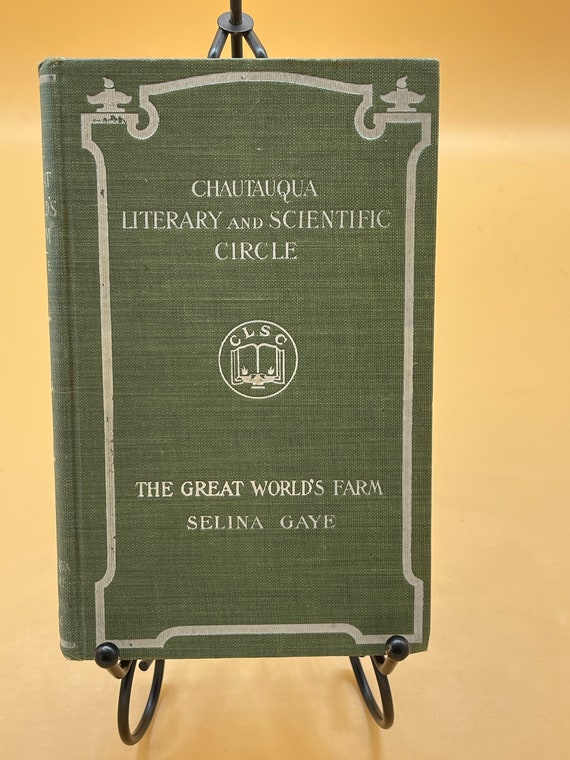 CHAUTAUQUA
LITERARY AND SCIENTIFIC
CIRCLE
CLSC
THE GREAT WORLD'S FARM
SELINA GAYE